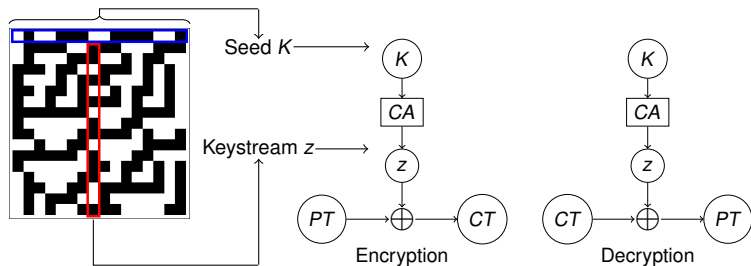 Seed K
Keystream z
K
CA
z
PT
CT
Encryption
K
CA
z
CT
PT
Decryption